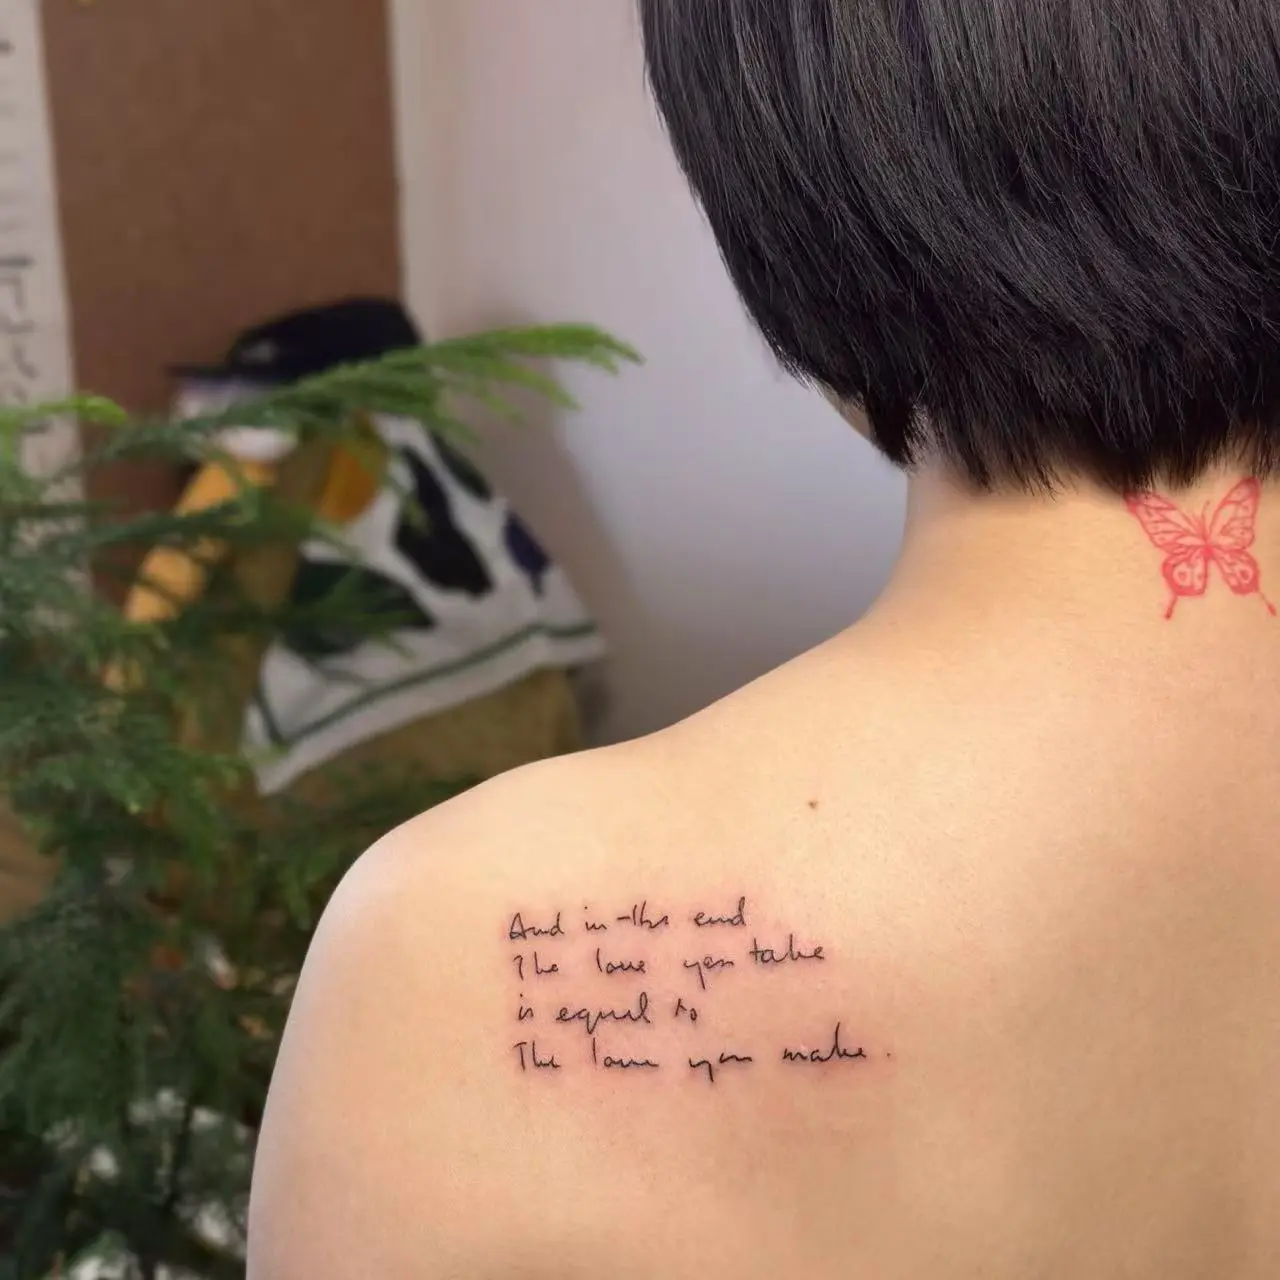 And in the end
The love you take
is equal to
The love you make.